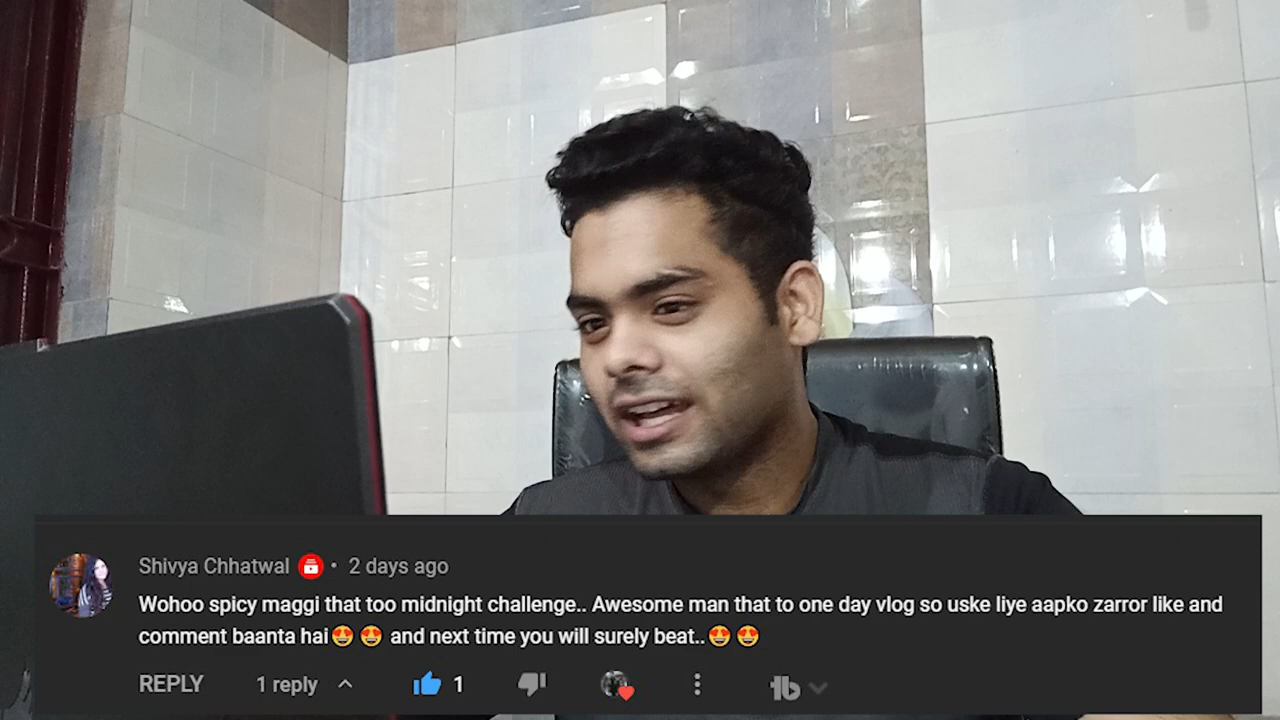 Shivya Chhatwal • 2 days ago
Wohoo spicy maggi that too midnight challenge.. Awesome man that to one day vlog so uske liye aapko zarror like and
comment baanta hai😍 😍 and next time you will surely beat..😍 😍
REPLY 1 reply 1 tb